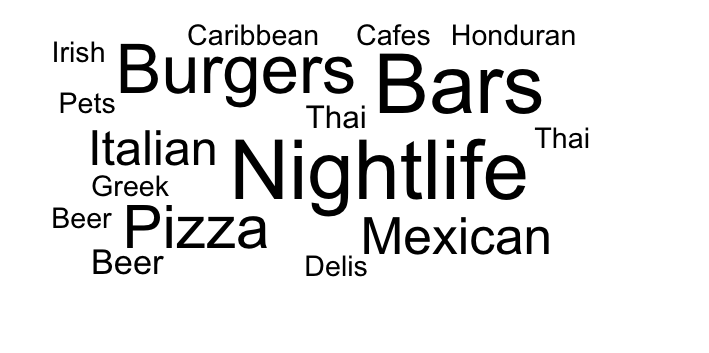 Caribbean Cafes Honduran
Irish Burgers Bars
Pets
Thai
Thai
Italian Nightlife
Greek
Beer Pizza Mexican
Beer Delis